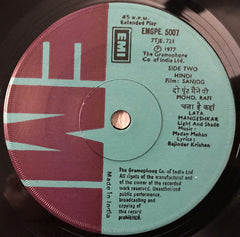 45 R.P.M.
Extended Play
EMGPE. 5007
7TJE. 721
EMI
℗ 1977
The Gramophone
Co of India Ltd.
SIDE TWO
HINDI
Film: SANJOG
दो घूंट मैंने पी
MOHD. RAFI
चला है कहां
LATA
MANGESHKAR
Light And Shade
Music:
Madan Mohan
Lyrics:
Rajinder Krishan
The Gramophone Co. of India Ltd
All rights of the manufacturer and
of the owner of the recorded
work reserved. Unauthorised
public performance,
broadcasting and
copying of
this record
prohibited.
Made in India
EMI